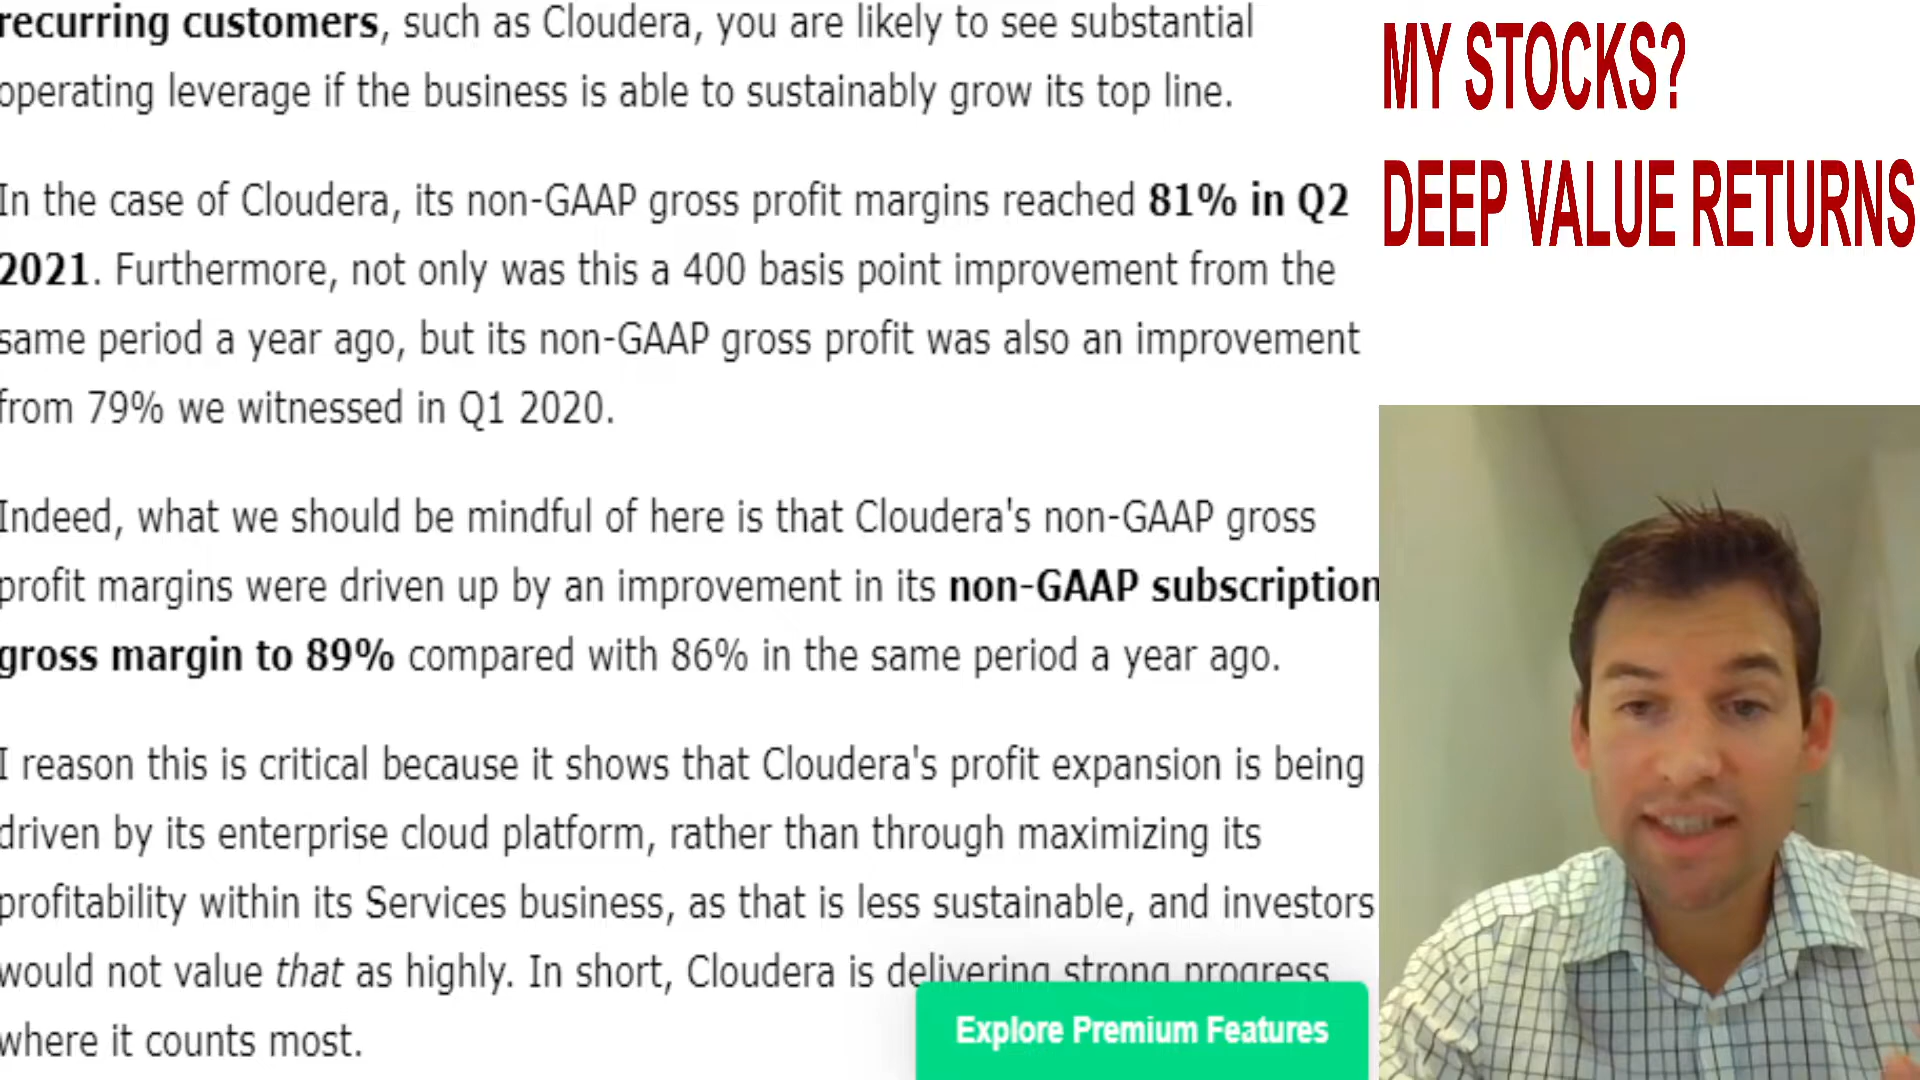 recurring customers, such as Cloudera, you are likely to see substantial
operating leverage if the business is able to sustainably grow its top line.
In the case of Cloudera, its non-GAAP gross profit margins reached 81% in Q2
2021. Furthermore, not only was this a 400 basis point improvement from the
same period a year ago, but its non-GAAP gross profit was also an improvement
from 79% we witnessed in Q1 2020.
Indeed, what we should be mindful of here is that Cloudera's non-GAAP gross
profit margins were driven up by an improvement in its non-GAAP subscription
gross margin to 89% compared with 86% in the same period a year ago.
I reason this is critical because it shows that Cloudera's profit expansion is being
driven by its enterprise cloud platform, rather than through maximizing its
profitability within its Services business, as that is less sustainable, and investors
would not value that as highly. In short, Cloudera is delivering strong progress
where it counts most.
Explore Premium Features
MY STOCKS?
DEEP VALUE RETURNS